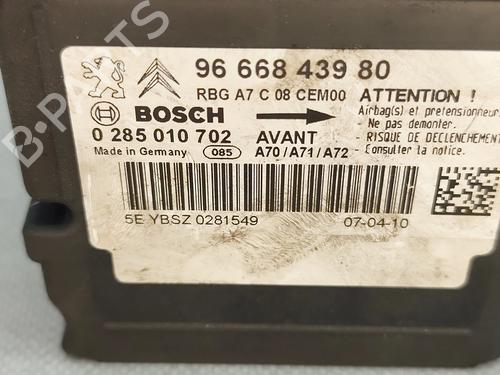 96 668 439 80
RBG A7 C 08 CEM00
ATTENTION !
Airbag(s) et pretensionneur
Ne pas demonter.
- RISQUE DE DECLENCHEMENT
- Consulter la notice.
BOSCH
0 285 010 702
AVANT
Made in Germany
085
A70/A71/A72
5E YBSZ 0281549
07-04-10